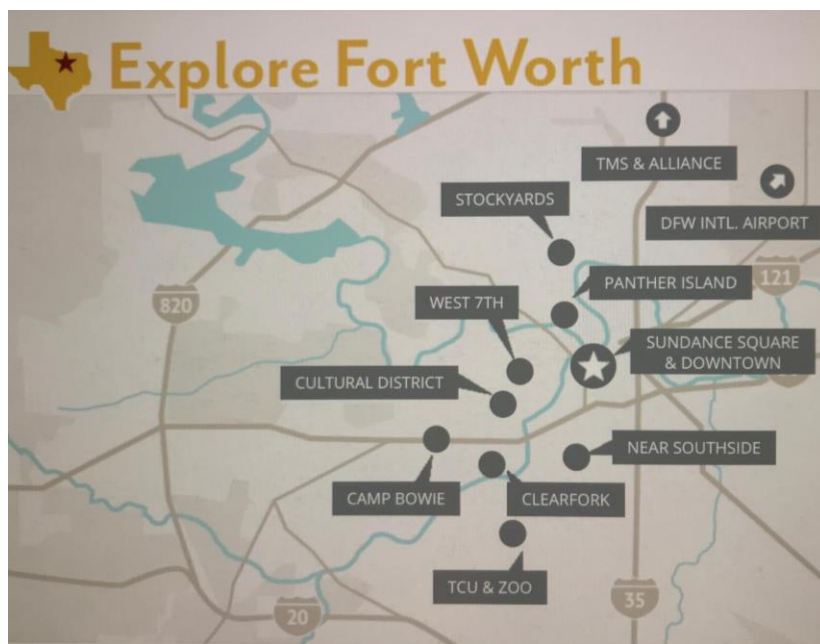 Explore Fort Worth
TMS & ALLIANCE
STOCKYARDS
DFW INTL. AIRPORT
PANTHER ISLAND
121
WEST 7TH
820
SUNDANCE SQUARE
& DOWNTOWN
CULTURAL DISTRICT
NEAR SOUTHSIDE
CAMP BOWIE
CLEARFORK
TCU & ZOO
20
35